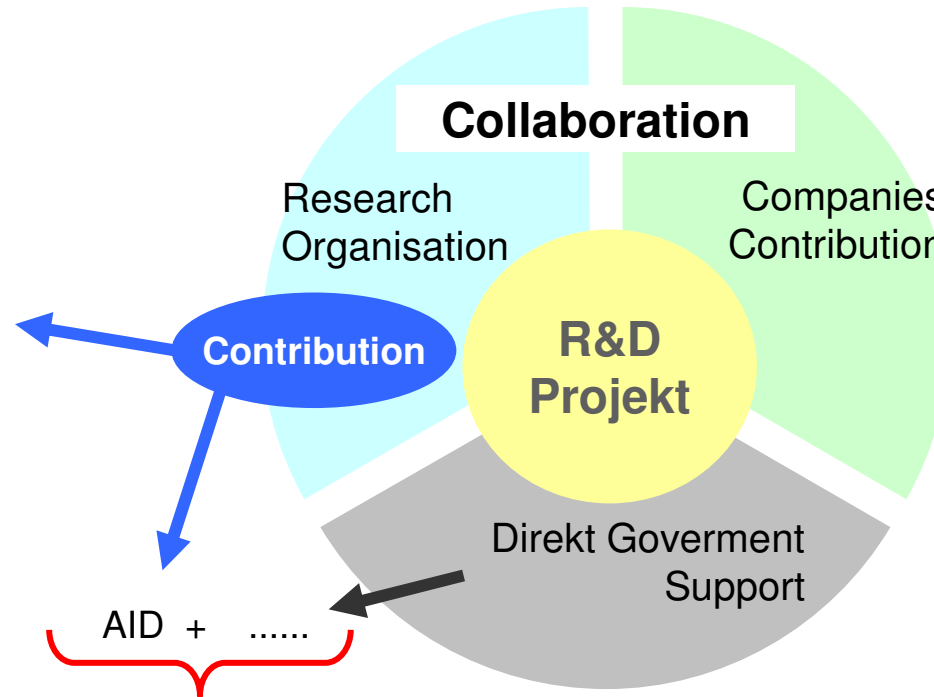 Collaboration
Research
Organisation
Companies
Contribution
Contribution
R&D
Projekt
Direkt Goverment
Support
AID + ......